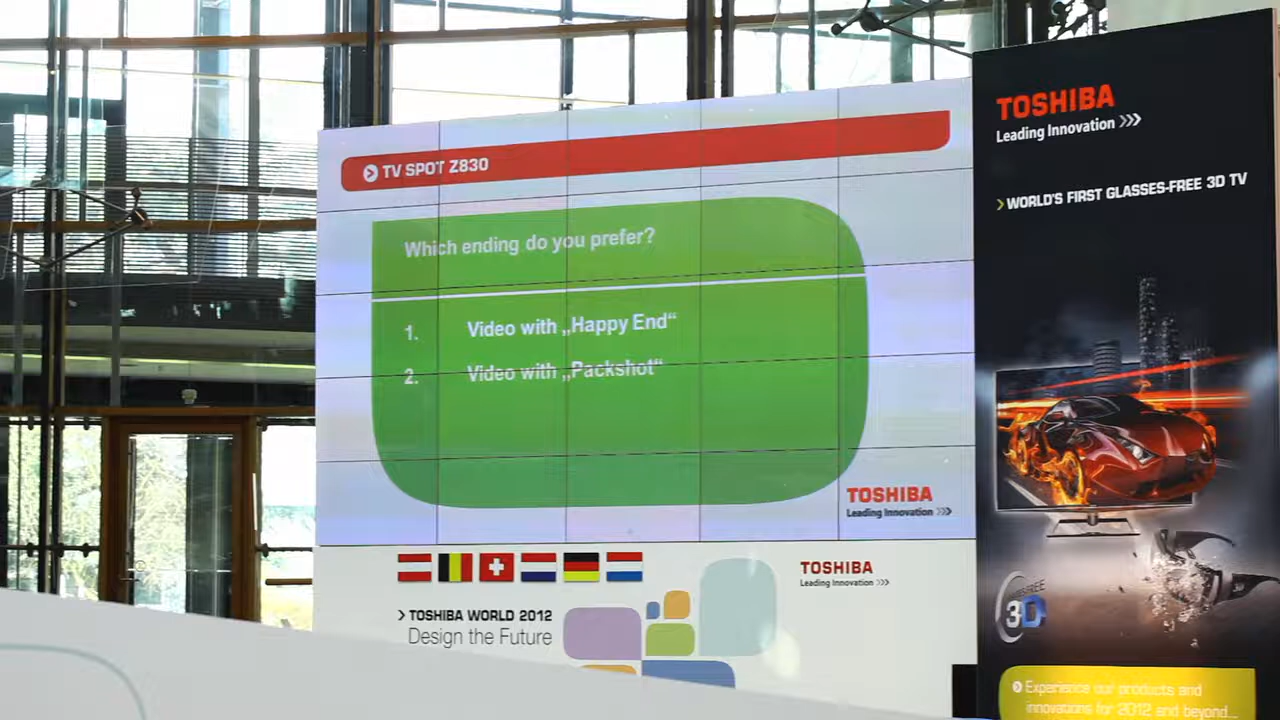 TV SPOT Z830
Which ending do you prefer?
1. Video with „Happy End“
2. Video with „Packshot“
TOSHIBA
Leading Innovation >>>
TOSHIBA
Leading Innovation >>>
> TOSHIBA WORLD 2012
Design the Future
TOSHIBA
Leading Innovation >>>
> WORLD'S FIRST GLASSES-FREE 3D TV
3D
Experience our products and
innovations for 2012 and beyond...